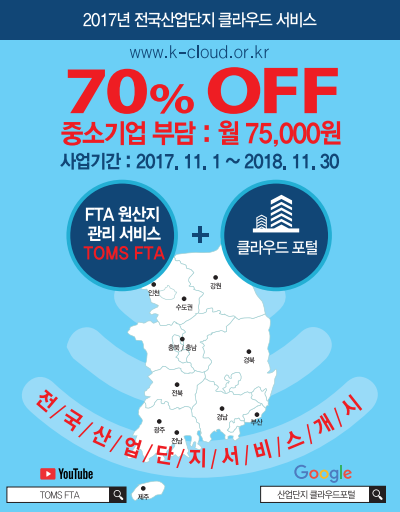 2017년 전국산업단지 클라우드 서비스
www.k-cloud.or.kr
70% OFF
중소기업 부담 : 월 75,000원
사업기간 : 2017. 11. 1 ~ 2018. 11. 30
FTA 원산지
관리 서비스
TOMS FTA
+
클라우드 포털
인천
수도권
강원
충북
충남
경북
전북
경남
부산
광주
전남
제주
전/국/산/업/단/지/서/비/스/개/시
YouTube
TOMS FTA
Google
산업단지 클라우드포털